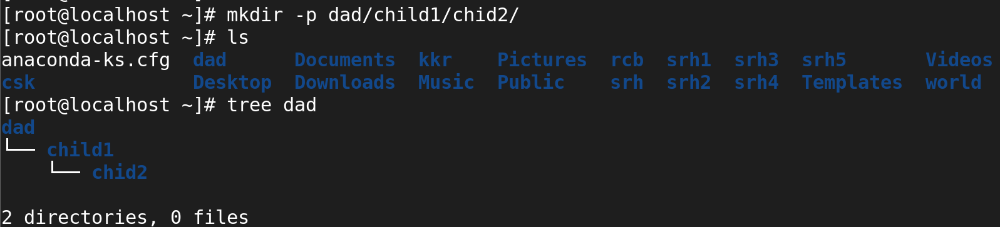 [root@localhost ~]# mkdir -p dad/child1/chid2/
[root@localhost ~]# ls
anaconda-ks.cfg  dad      Documents  kkr    Pictures  rcb  srh1  srh3  srh5       Videos
csk              Desktop  Downloads  Music  Public    srh  srh2  srh4  Templates  world
[root@localhost ~]# tree dad
dad
└── child1
    └── chid2

2 directories, 0 files